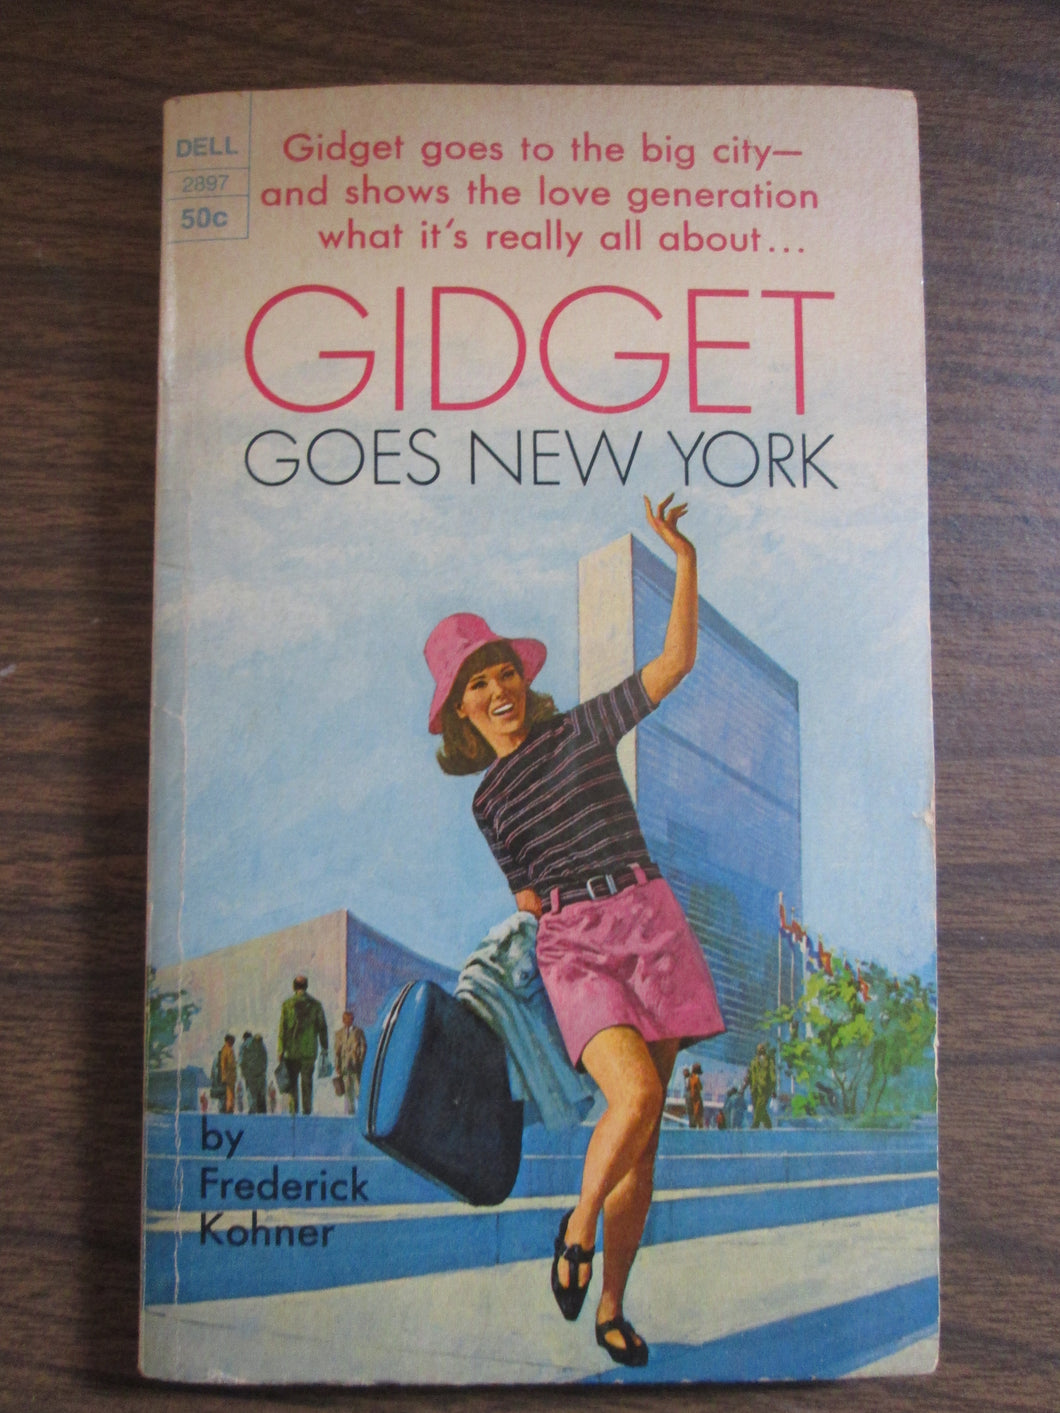 DELL
2897
50c
Gidget goes to the big city—
and shows the love generation
what it's really all about...
GIDGET
GOES NEW YORK
by
Frederick
Kohner